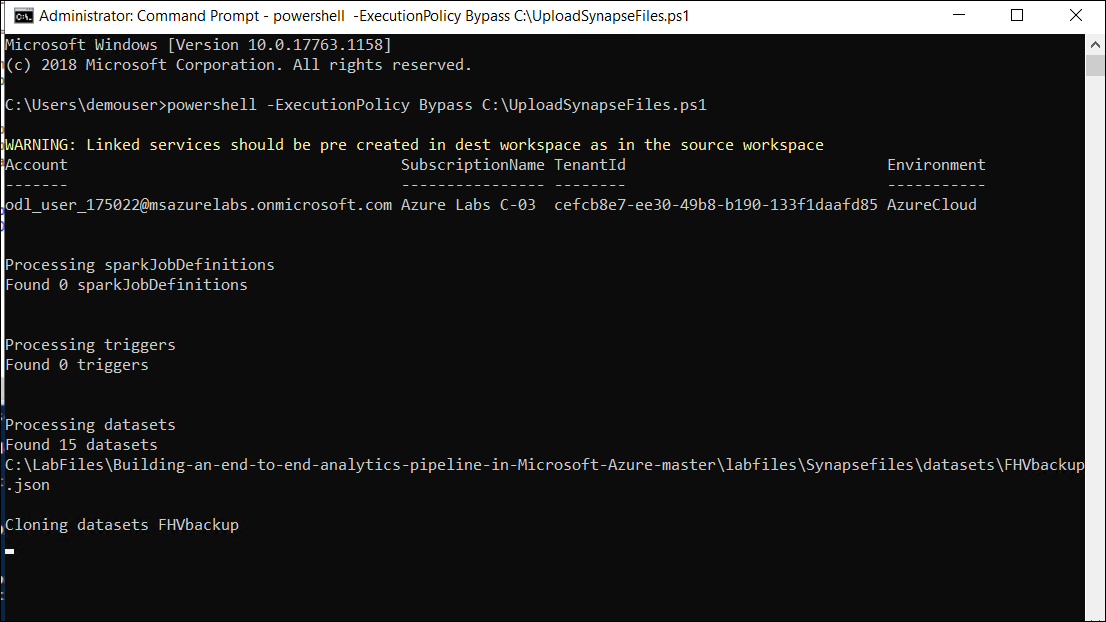 Administrator: Command Prompt - powershell  -ExecutionPolicy Bypass C:\UploadSynapseFiles.ps1
Microsoft Windows [Version 10.0.17763.1158]
(c) 2018 Microsoft Corporation. All rights reserved.
C:\Users\demouser>powershell -ExecutionPolicy Bypass C:\UploadSynapseFiles.ps1
WARNING: Linked services should be pre created in dest workspace as in the source workspace
Account                                     SubscriptionName TenantId                             Environment
-------                                     ---------------- --------                             -----------
odl_user_175022@msazurelabs.onmicrosoft.com Azure Labs C-03  cefcb8e7-ee30-49b8-b190-133f1daafd85 AzureCloud
Processing sparkJobDefinitions
Found 0 sparkJobDefinitions
Processing triggers
Found 0 triggers
Processing datasets
Found 15 datasets
C:\LabFiles\Building-an-end-to-end-analytics-pipeline-in-Microsoft-Azure-master\labfiles\Synapsefiles\datasets\FHVbackup
.json
Cloning datasets FHVbackup